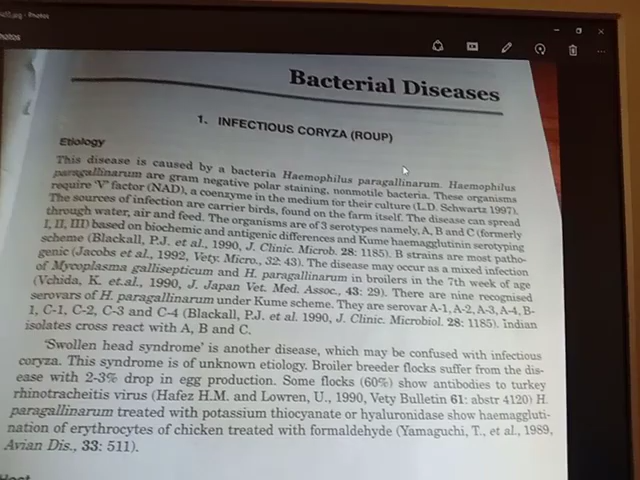 Photos
Bacterial Diseases
1. INFECTIOUS CORYZA (ROUP)
Etiology
This disease is caused by a bacteria Haemophilus paragallinarum. Haemophilus
paragallinarum are gram negative polar staining, nonmotile bacteria. These organisms
require 'V' factor (NAD), a coenzyme in the medium for their culture (L.D. Schwartz 1997).
The sources of infection are carrier birds, found on the farm itself. The disease can spread
through water, air and feed. The organisms are of 3 serotypes namely, A, B and C (formerly
I, II, III) based on biochemic and antigenic differences and Kume haemagglutinin serotyping
scheme (Blackall, P.J. et al., 1990, J. Clinic. Microb. 28: 1185). B strains are most patho-
genic (Jacobs et al., 1992, Vety. Micro., 32: 43). The disease may occur as a mixed infection
of Mycoplasma gallisepticum and H. paragallinarum in broilers in the 7th week of age
(Vchida, K. et.al., 1990, J. Japan Vet. Med. Assoc., 43: 29). There are nine recognised
serovars of H. paragallinarum under Kume scheme. They are serovar A-1, A-2, A-3, A-4, B-
1, C-1, C-2, C-3 and C-4 (Blackall, P.J. et al. 1990, J. Clinic. Microbiol. 28: 1185). Indian
isolates cross react with A, B and C.
'Swollen head syndrome' is another disease, which may be confused with infectious
coryza. This syndrome is of unknown etiology. Broiler breeder flocks suffer from the dis-
ease with 2-3% drop in egg production. Some flocks (60%) show antibodies to turkey
rhinotracheitis virus (Hafez H.M. and Lowren, U., 1990, Vety Bulletin 61: abstr 4120) H.
paragallinarum treated with potassium thiocyanate or hyaluronidase show haemaggluti-
nation of erythrocytes of chicken treated with formaldehyde (Yamaguchi, T., et al., 1989,
Avian Dis., 33: 511).